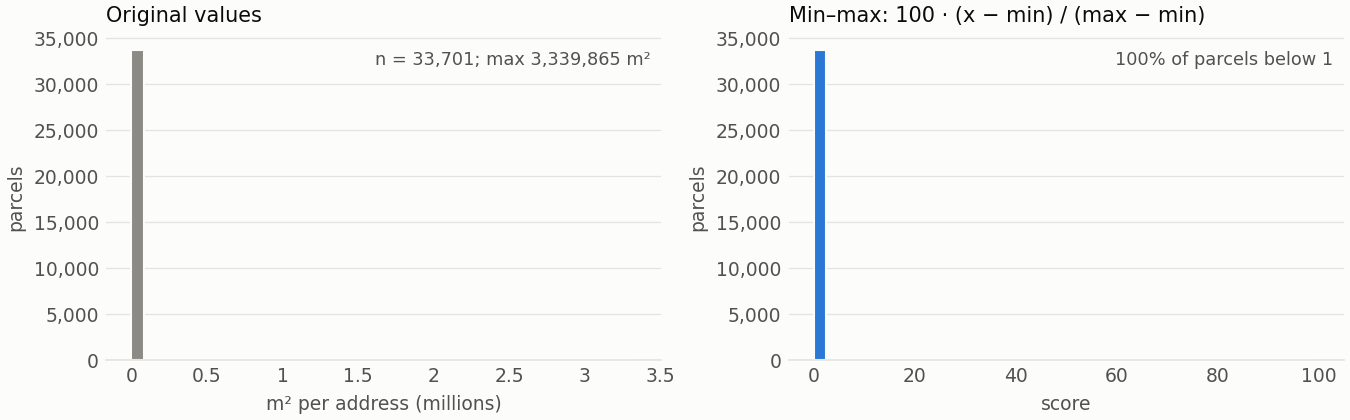 Original values
35,000
30,000
25,000
20,000
15,000
10,000
5,000
0
parcels
n = 33,701; max 3,339,865 m²
0 0.5 1 1.5 2 2.5 3 3.5
m² per address (millions)
Min–max: 100 · (x − min) / (max − min)
35,000
30,000
25,000
20,000
15,000
10,000
5,000
0
parcels
100% of parcels below 1
0 20 40 60 80 100
score